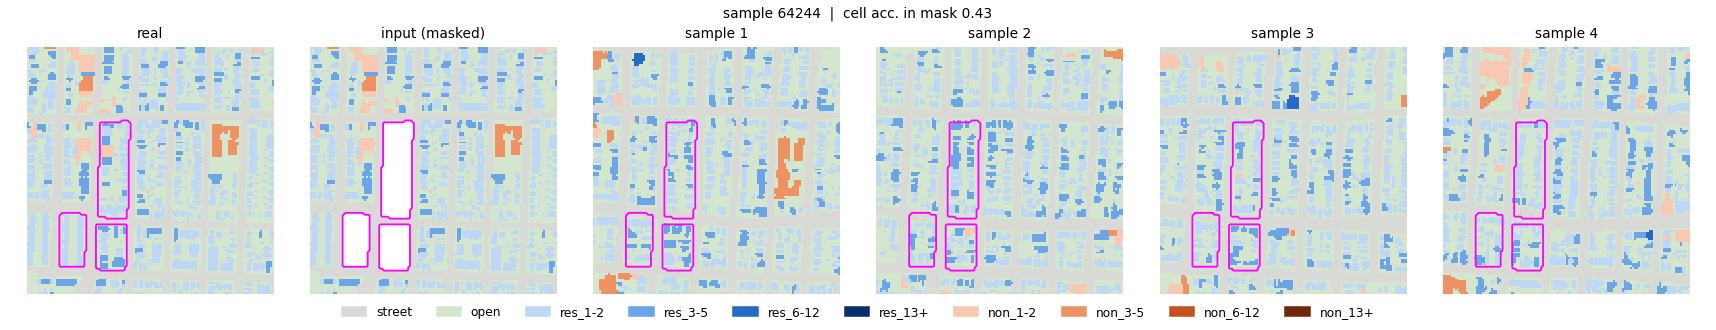 sample 64244  |  cell acc. in mask 0.43
real
input (masked)
sample 1
sample 2
sample 3
sample 4
street
open
res_1-2
res_3-5
res_6-12
res_13+
non_1-2
non_3-5
non_6-12
non_13+